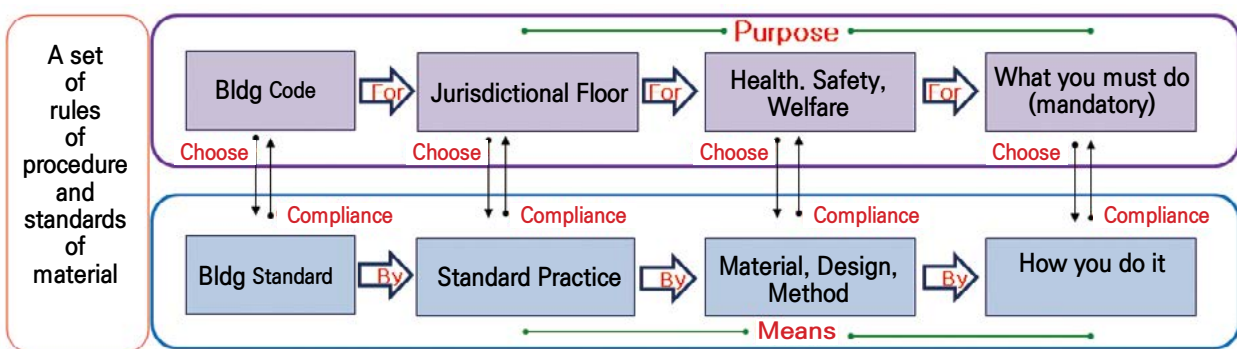 A set
of
rules
of
procedure
and
standards
of
material
Purpose
Bldg Code
For
Jurisdictional Floor
For
Health. Safety,
Welfare
For
What you must do
(mandatory)
Choose
Choose
Choose
Choose
Compliance
Compliance
Compliance
Compliance
Bldg Standard
By
Standard Practice
By
Material, Design,
Method
By
How you do it
Means